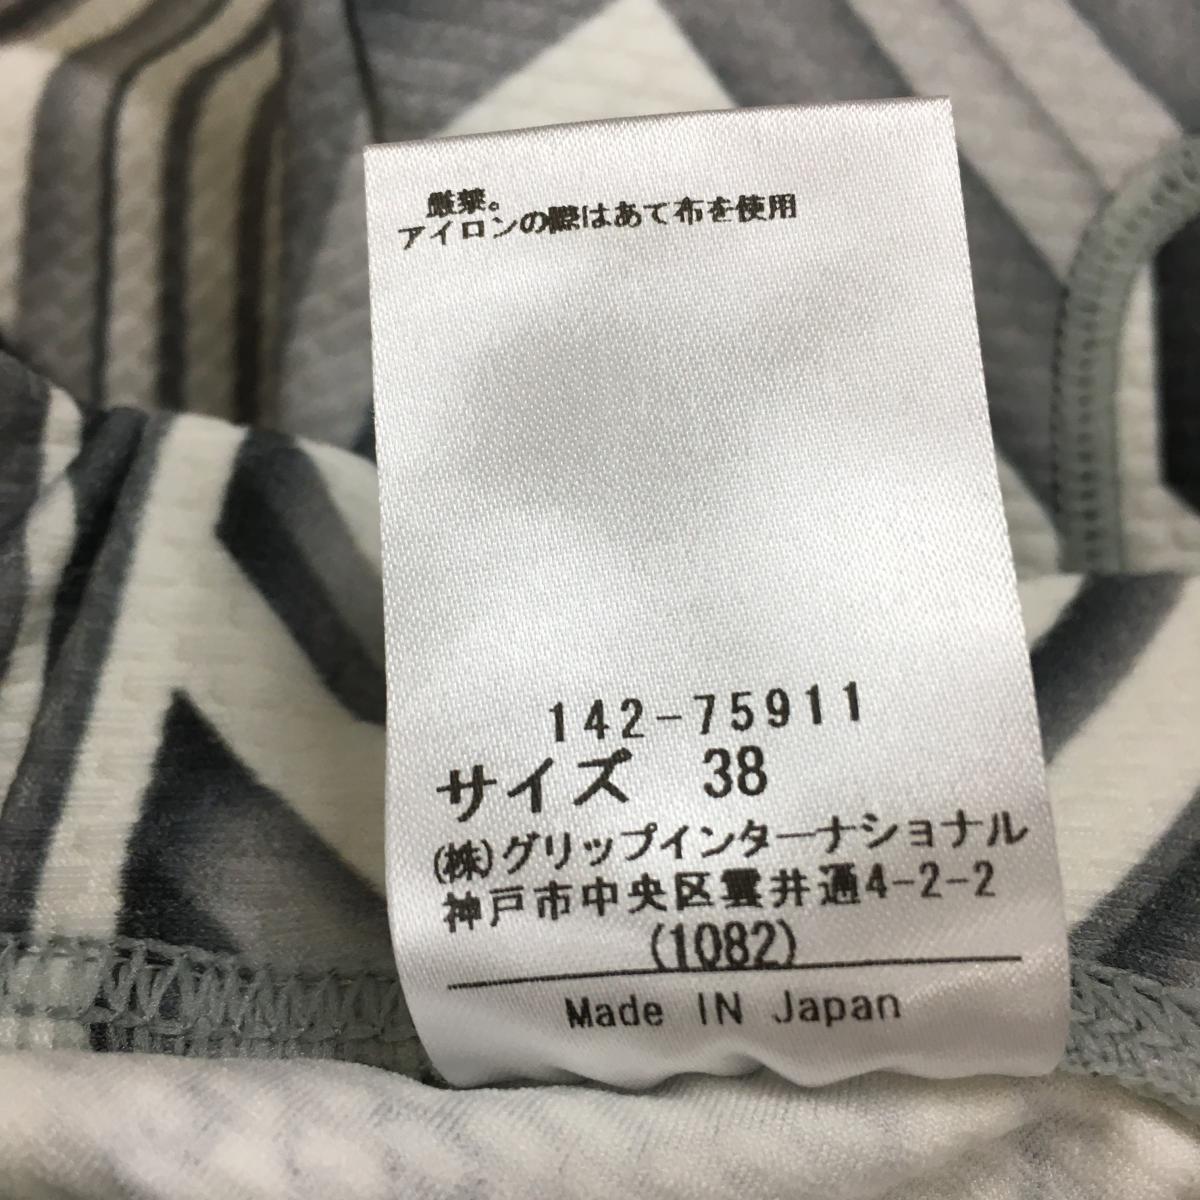 厳禁。
アイロンの際はあて布を使用
142-75911
サイズ 38
(株)グリップインターナショナル
神戸市中央区雲井通4-2-2
(1082)
Made IN Japan